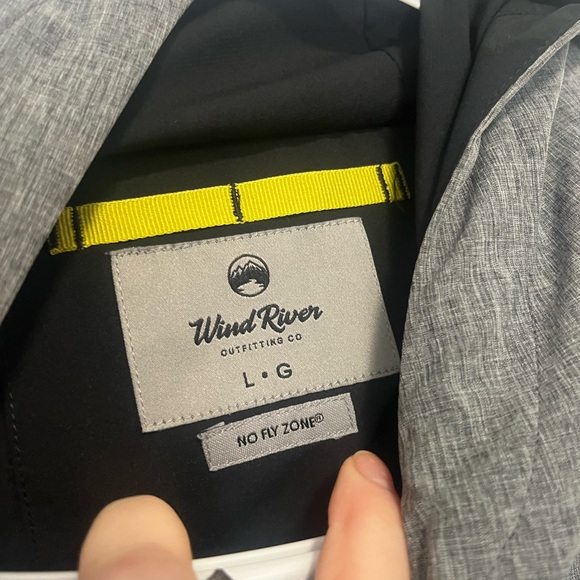 Wind River
OUTFITTING CO
L • G
NO FLY ZONE®